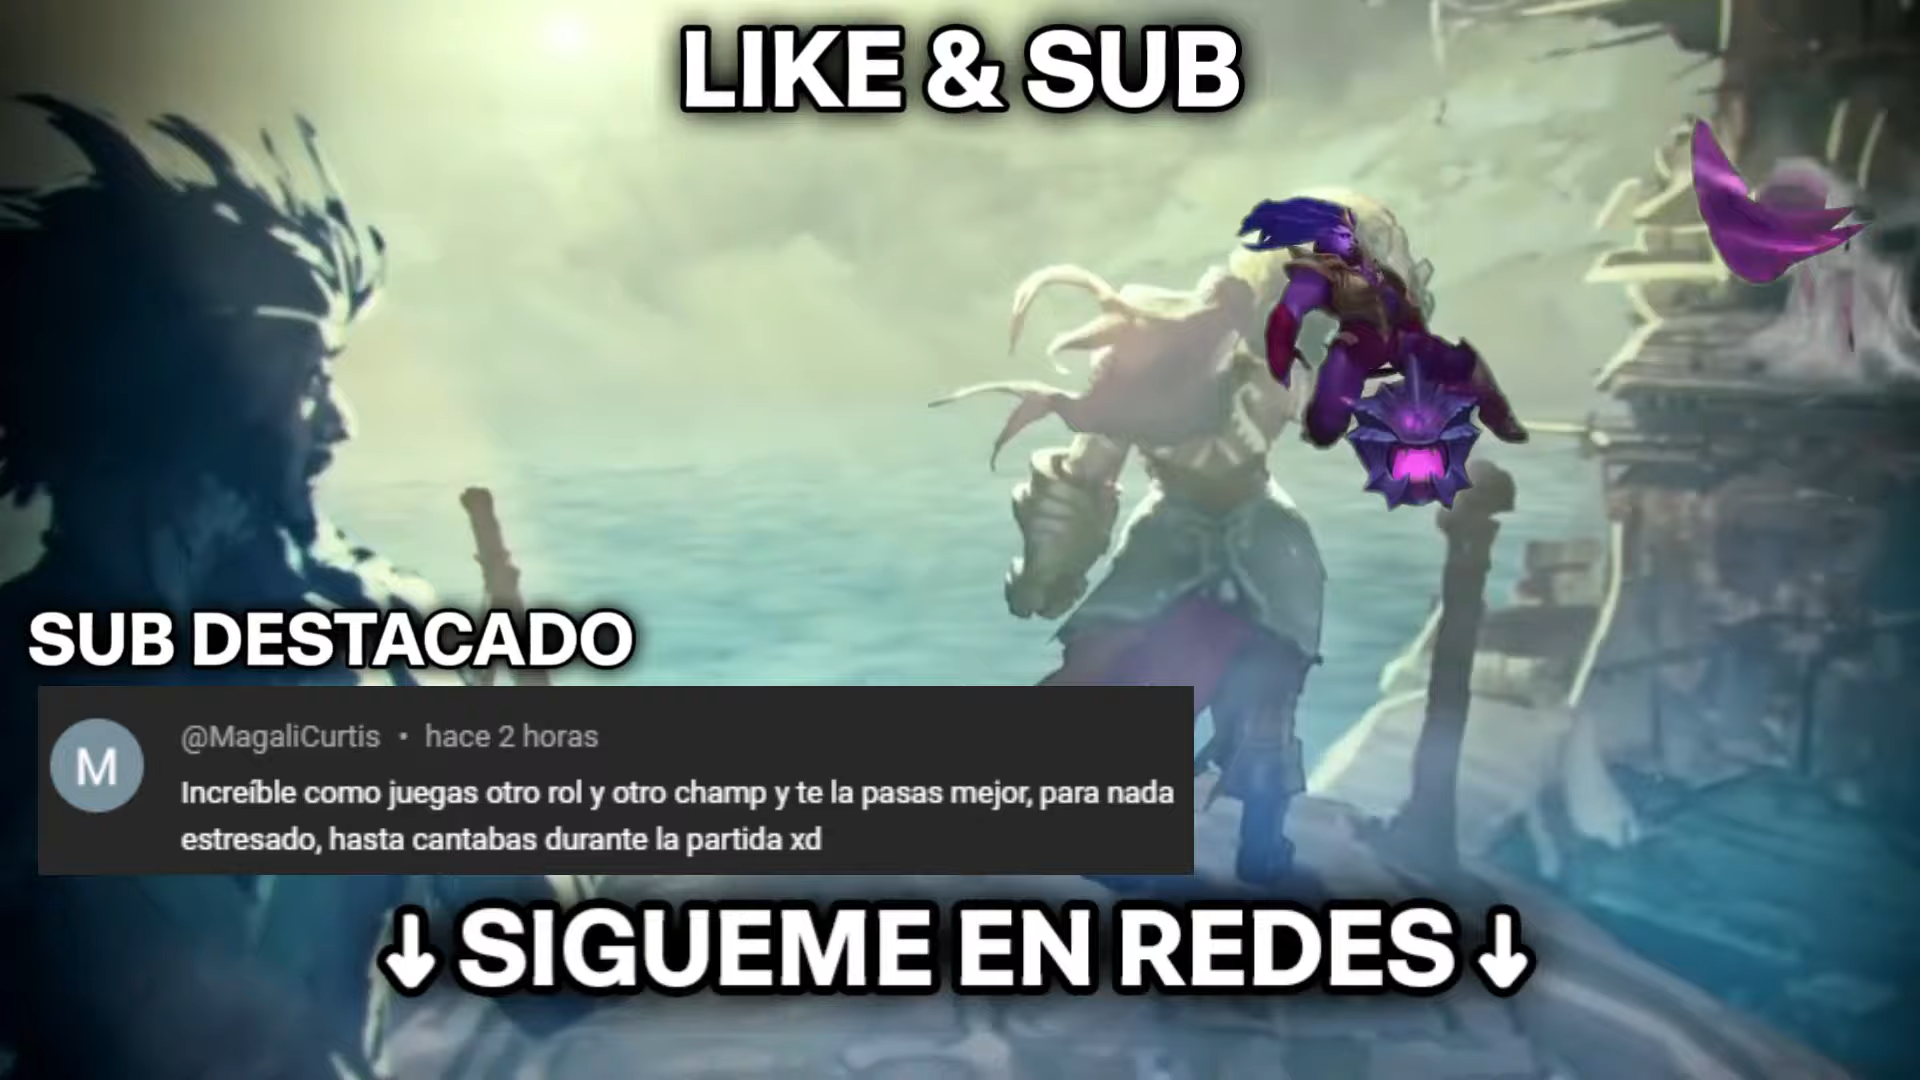 LIKE & SUB
SUB DESTACADO
M
@MagaliCurtis • hace 2 horas
Increíble como juegas otro rol y otro champ y te la pasas mejor, para nada
estresado, hasta cantabas durante la partida xd
↓ SIGUEME EN REDES ↓